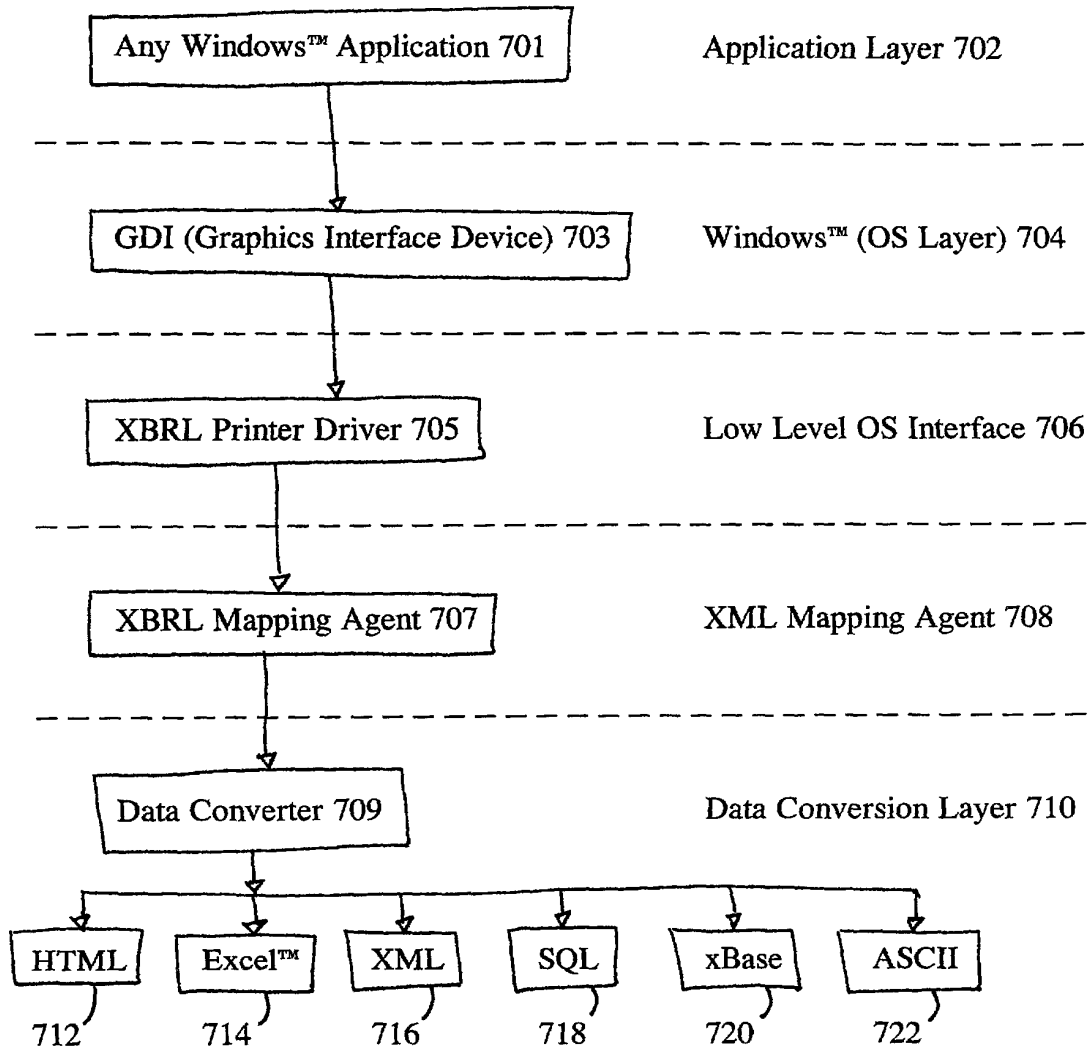 Any Windows™ Application 701
Application Layer 702
GDI (Graphics Interface Device) 703
Windows™ (OS Layer) 704
XBRL Printer Driver 705
Low Level OS Interface 706
XBRL Mapping Agent 707
XML Mapping Agent 708
Data Converter 709
Data Conversion Layer 710
HTML
Excel™
XML
SQL
xBase
ASCII
712
714
716
718
720
722